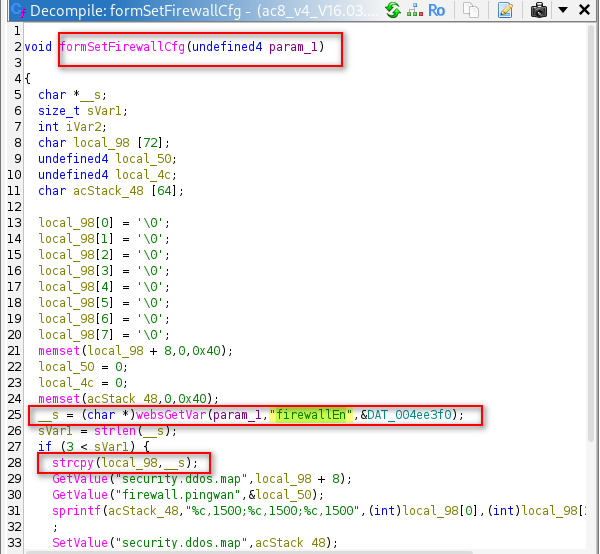 Decompile: formSetFirewallCfg - (ac8_v4_V16.03.... Ro
1
2 void formSetFirewallCfg(undefined4 param_1)
3
4 {
5 char *__s;
6 size_t sVar1;
7 int iVar2;
8 char local_98 [72];
9 undefined4 local_50;
10 undefined4 local_4c;
11 char acStack_48 [64];
12
13 local_98[0] = '\0';
14 local_98[1] = '\0';
15 local_98[2] = '\0';
16 local_98[3] = '\0';
17 local_98[4] = '\0';
18 local_98[5] = '\0';
19 local_98[6] = '\0';
20 local_98[7] = '\0';
21 memset(local_98 + 8,0,0x40);
22 local_50 = 0;
23 local_4c = 0;
24 memset(acStack_48,0,0x40);
25 __s = (char *)websGetVar(param_1,"firewallEn",&DAT_004ee3f0);
26 sVar1 = strlen(__s);
27 if (3 < sVar1) {
28 strcpy(local_98,__s);
29 GetValue("security.ddos.map",local_98 + 8);
30 GetValue("firewall.pingwan",&local_50);
31 sprintf(acStack_48,"%c,1500;%c,1500;%c,1500",(int)local_98[0],(int)local_98[
32 ;
33 SetValue("security.ddos.map",acStack_48);